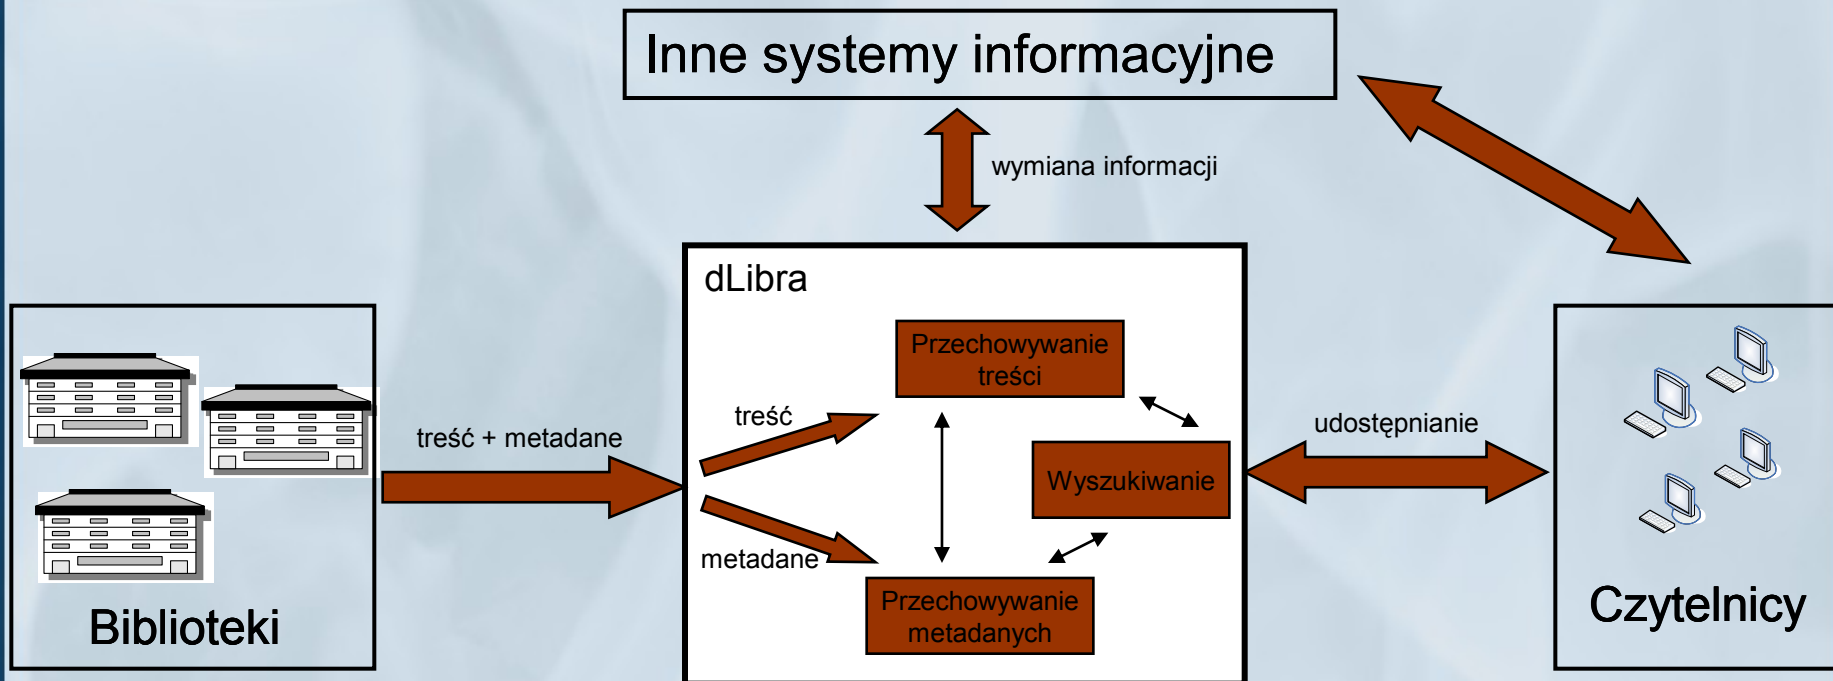 Inne systemy informacyjne
wymiana informacji
dLibra
Przechowywanie
treści
treść
treść + metadane
udostępnianie
Wyszukiwanie
metadane
Przechowywanie
metadanych
Biblioteki
Czytelnicy